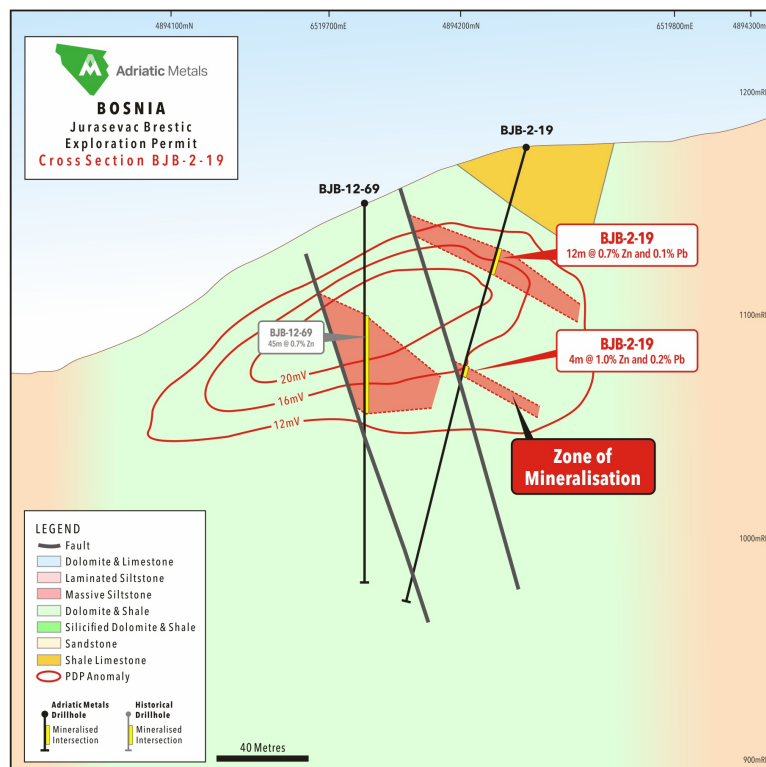 4894100mN
6519700mE
4894200mN
6519800mE
4894300mN
Adriatic Metals
BOSNIA
Jurasevac Brestic
Exploration Permit
Cross Section BJB-2-19
1200mRl
BJB-2-19
BJB-12-69
BJB-2-19
12m @ 0.7% Zn and 0.1% Pb
1100mRl
BJB-12-69
45m @ 0.7% Zn
BJB-2-19
4m @ 1.0% Zn and 0.2% Pb
20mV
16mV
12mV
Zone of
Mineralisation
LEGEND
Fault
Dolomite & Limestone
Laminated Siltstone
Massive Siltstone
Dolomite & Shale
Silicified Dolomite & Shale
Sandstone
Shale Limestone
PDP Anomaly
Adriatic Metals
Drillhole
Mineralised
Intersection
Historical
Drillhole
Mineralised
Intersection
1000mRl
40 Metres
900mRl